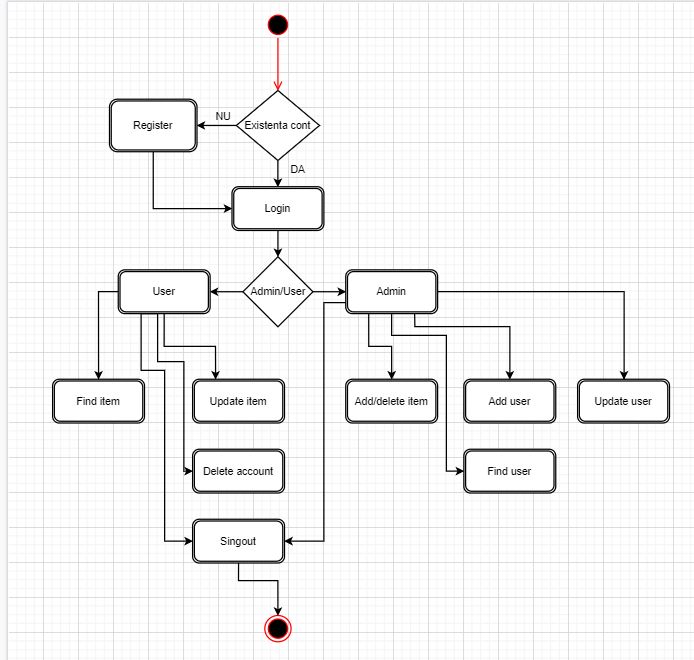 Existenta cont
NU
Register
DA
Login
Admin/User
User
Admin
Find item
Update item
Add/delete item
Add user
Update user
Delete account
Find user
Singout